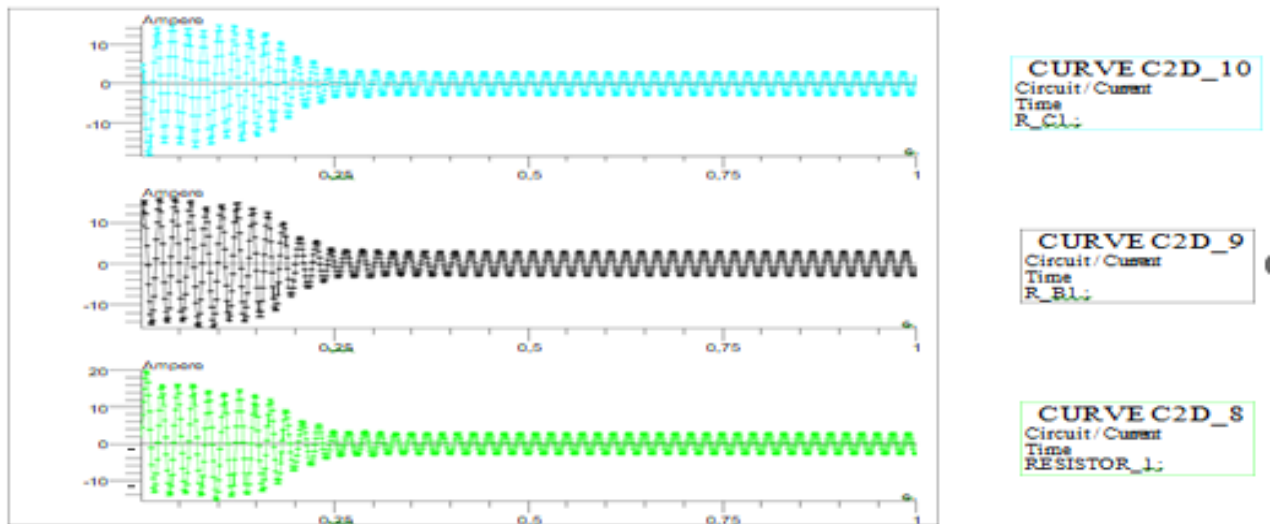 Ampere
10
0
-10
0,25
0,5
0,75
1
CURVE C2D_10
Circuit / Current
Time
R_C1 ;
Ampere
10
0
-10
0,25
0,5
0,75
1
CURVE C2D_9
Circuit / Current
Time
R_B1 ;
Ampere
20
10
0
-10
0,25
0,5
0,75
1
CURVE C2D_8
Circuit / Current
Time
RESISTOR_1 ;